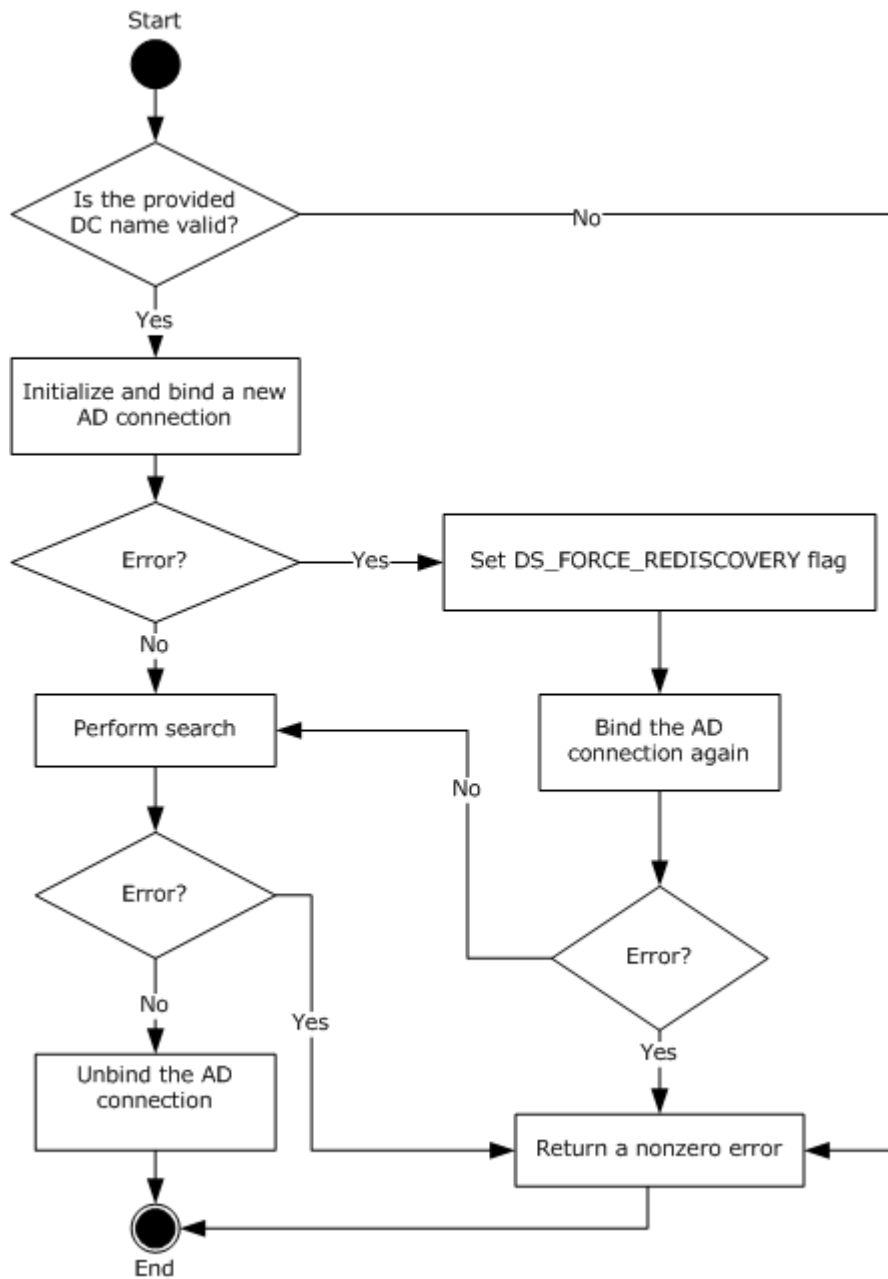 Start
Is the provided
DC name valid?
No
Yes
Initialize and bind a new
AD connection
Error?
Yes
Set DS_FORCE_REDISCOVERY flag
No
Perform search
Bind the AD
connection again
No
Error?
Error?
No
Yes
Yes
Unbind the AD
connection
Return a nonzero error
End